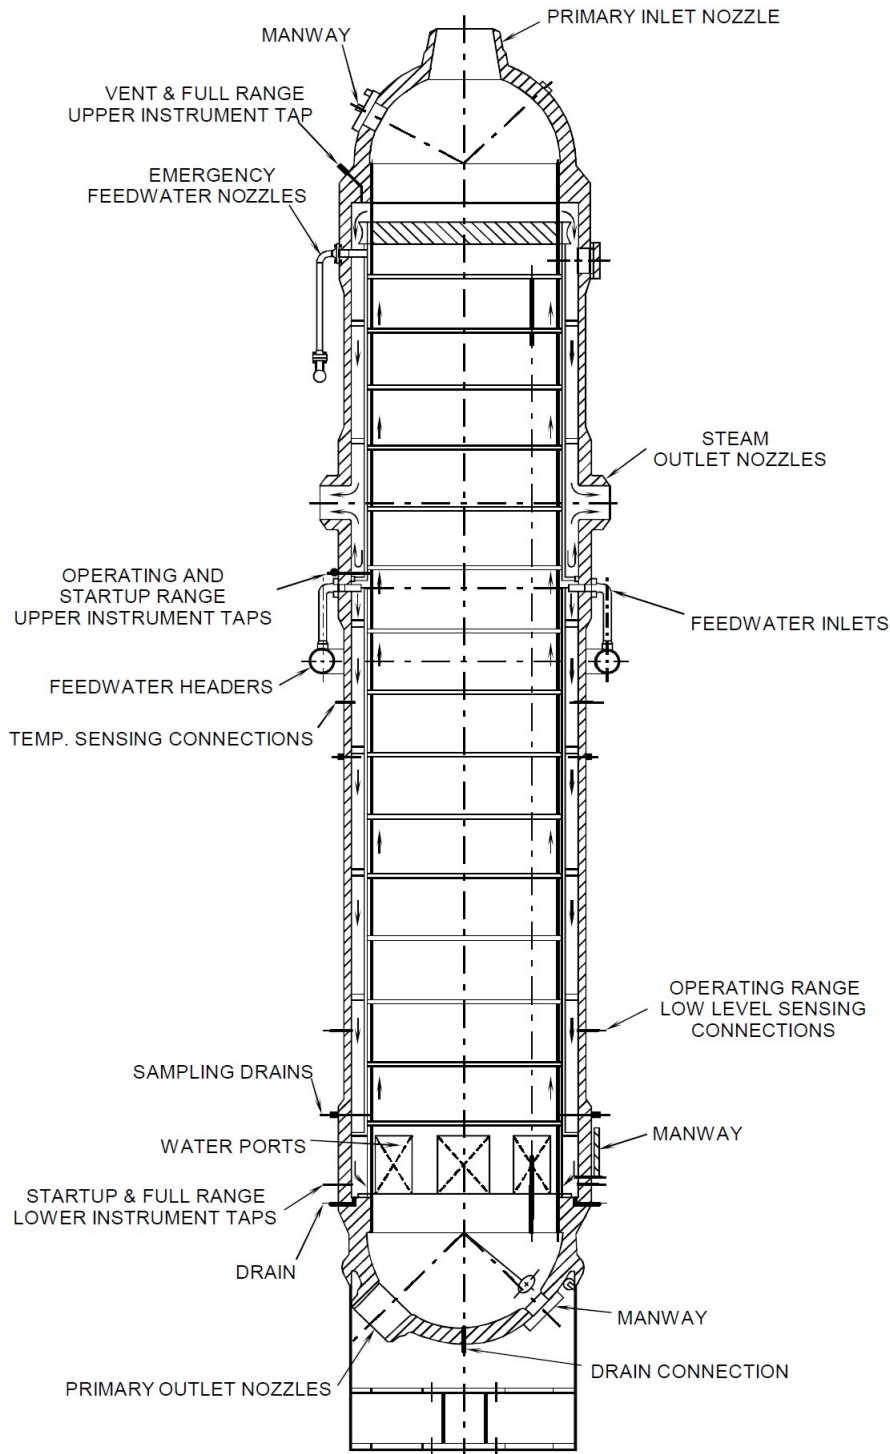 PRIMARY INLET NOZZLE
MANWAY
VENT & FULL RANGE
UPPER INSTRUMENT TAP
EMERGENCY
FEEDWATER NOZZLES
STEAM
OUTLET NOZZLES
OPERATING AND
STARTUP RANGE
UPPER INSTRUMENT TAPS
FEEDWATER INLETS
FEEDWATER HEADERS
TEMP. SENSING CONNECTIONS
OPERATING RANGE
LOW LEVEL SENSING
CONNECTIONS
SAMPLING DRAINS
MANWAY
WATER PORTS
STARTUP & FULL RANGE
LOWER INSTRUMENT TAPS
DRAIN
MANWAY
DRAIN CONNECTION
PRIMARY OUTLET NOZZLES